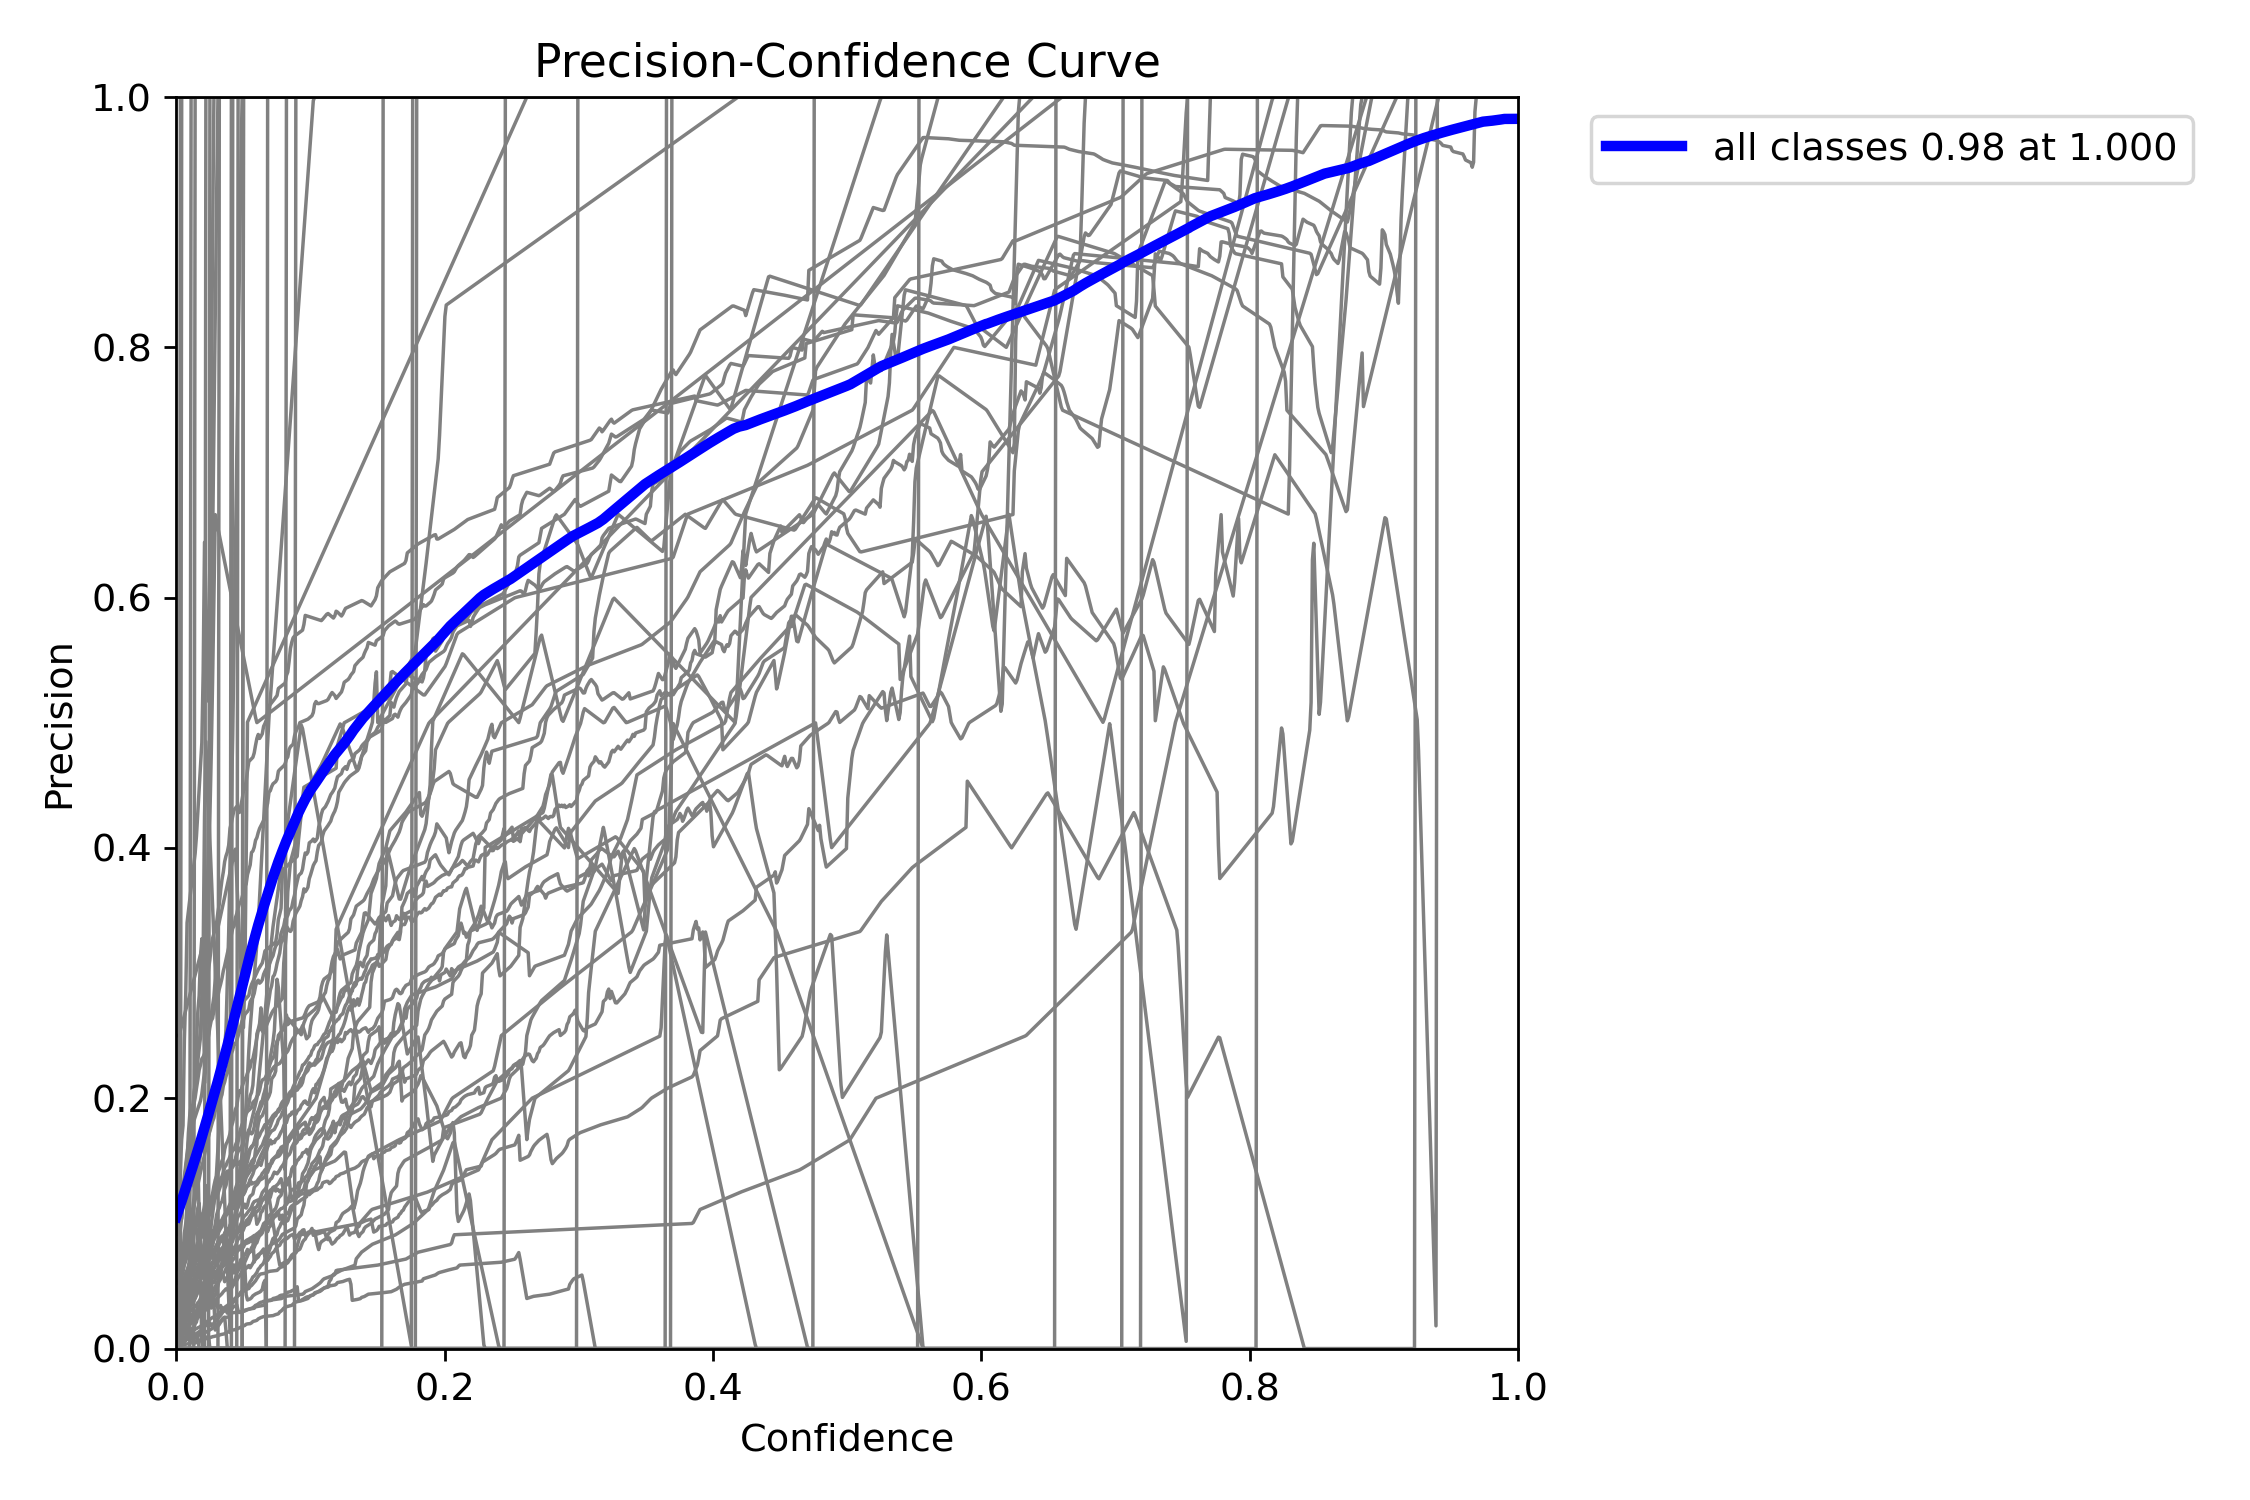 Precision-Confidence Curve
all classes 0.98 at 1.000
1.0
0.8
0.6
0.4
0.2
0.0
Precision
0.0 0.2 0.4 0.6 0.8 1.0
Confidence